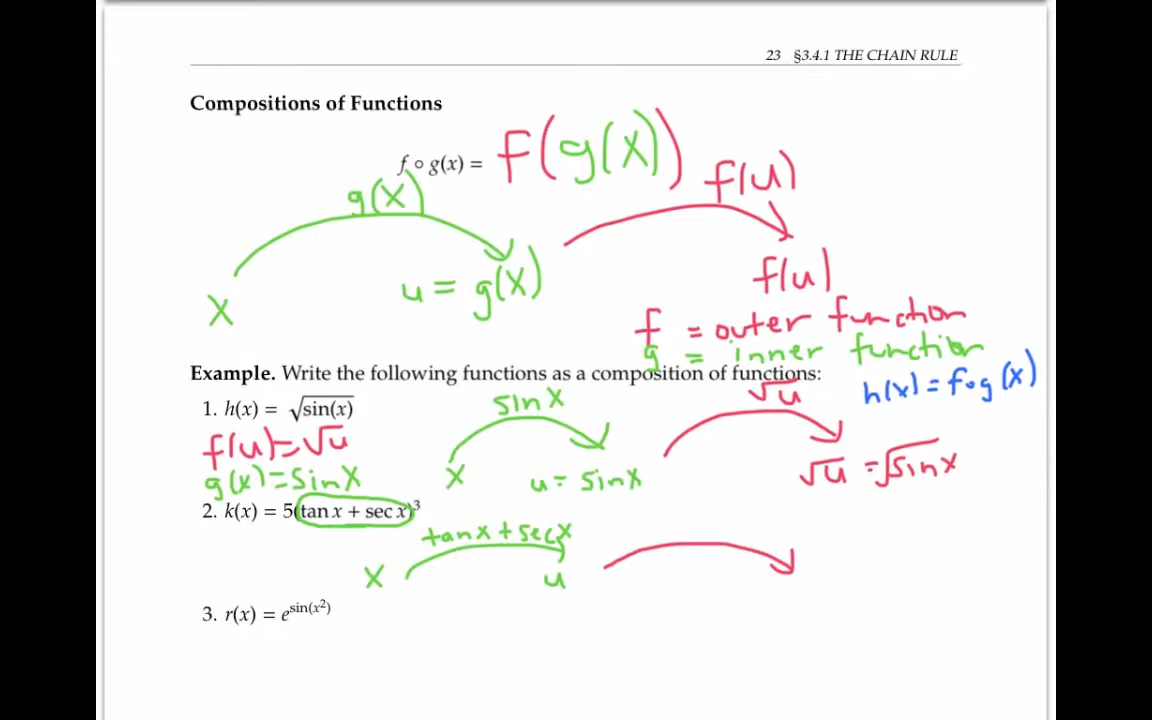 23 §3.4.1 THE CHAIN RULE
Compositions of Functions
f ∘ g(x) = f(g(x))
g(x)
f(u)
x
u = g(x)
f(u)
f = outer function
g = inner function
Example. Write the following functions as a composition of functions:
h(x) = f∘g(x)
1. h(x) = √sin(x)
sin x
√u
f(u)=√u
g(x)=sin x
x
u = sin x
√u = √sin x
2. k(x) = 5(tan x + sec x)³
tan x + sec x
x
u
3. r(x) = e^sin(x²)